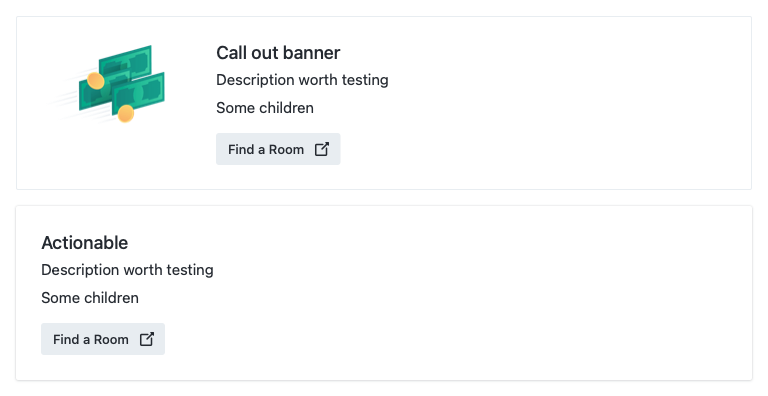 Call out banner
Description worth testing
Some children
Find a Room
Actionable
Description worth testing
Some children
Find a Room